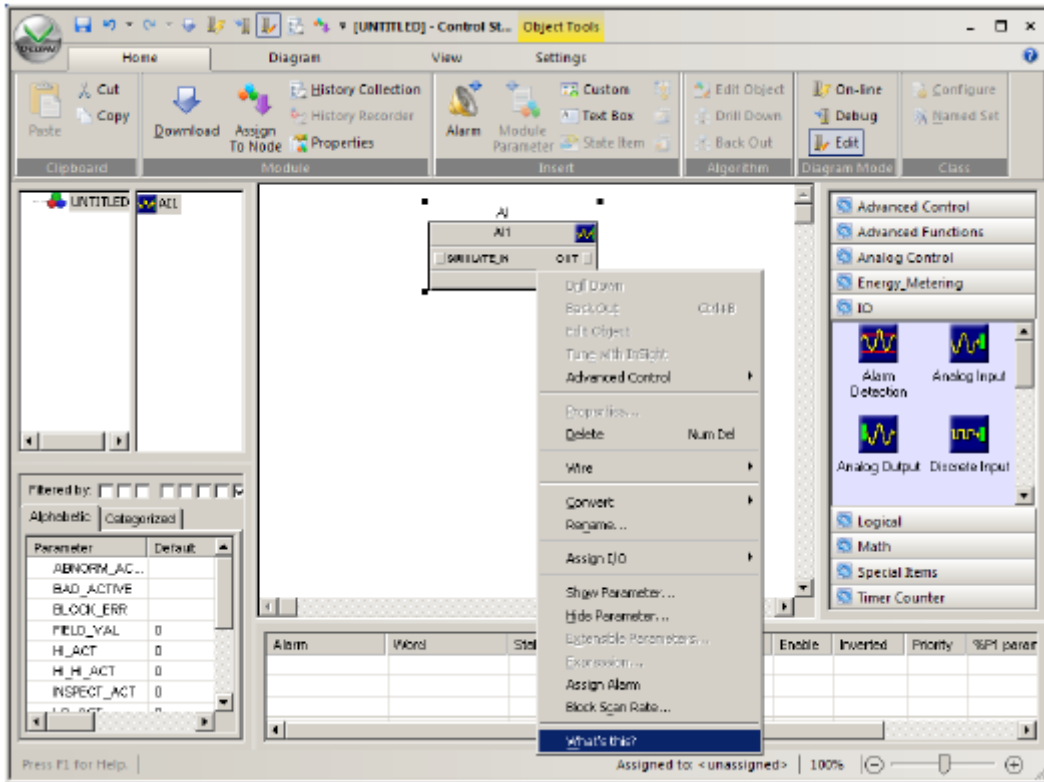 [UNTITLED] - Control St... Object Tools
Home Diagram View Settings
Paste
Cut
Copy
Clipboard
Download
Assign To Node
History Collection
History Recorder
Properties
Module
Alarm
Module Parameter
Custom
Text Box
State Item
Insert
Edit Object
Drill Down
Back Out
Algorithm
On-line
Debug
Edit
Diagram Mode
Configure
Named Set
Class
UNTITLED
AI1
AI
AI1
SIMULATE_IN OUT
Drill Down
Back Out Ctrl+B
Edit Object
Tune with InSight
Advanced Control
Properties...
Delete Num Del
Wire
Convert
Rename...
Assign I/O
Show Parameter...
Hide Parameter...
Extensible Parameters...
Expression...
Assign Alarm
Block Scan Rate...
What's this?
Advanced Control
Advanced Functions
Analog Control
Energy_Metering
IO
Alarm Detection
Analog Input
Analog Output
Discrete Input
Logical
Math
Special Items
Timer Counter
Filtered by:
Alphabetic Categorized
Parameter Default
ABNORM_AC...
BAD_ACTIVE
BLOCK_ERR
FIELD_VAL 0
HI_ACT 0
HI_HI_ACT 0
INSPECT_ACT 0
Alarm Word Enable Inverted Priority %P1 param
Press F1 for Help.
Assigned to: <unassigned> 100%